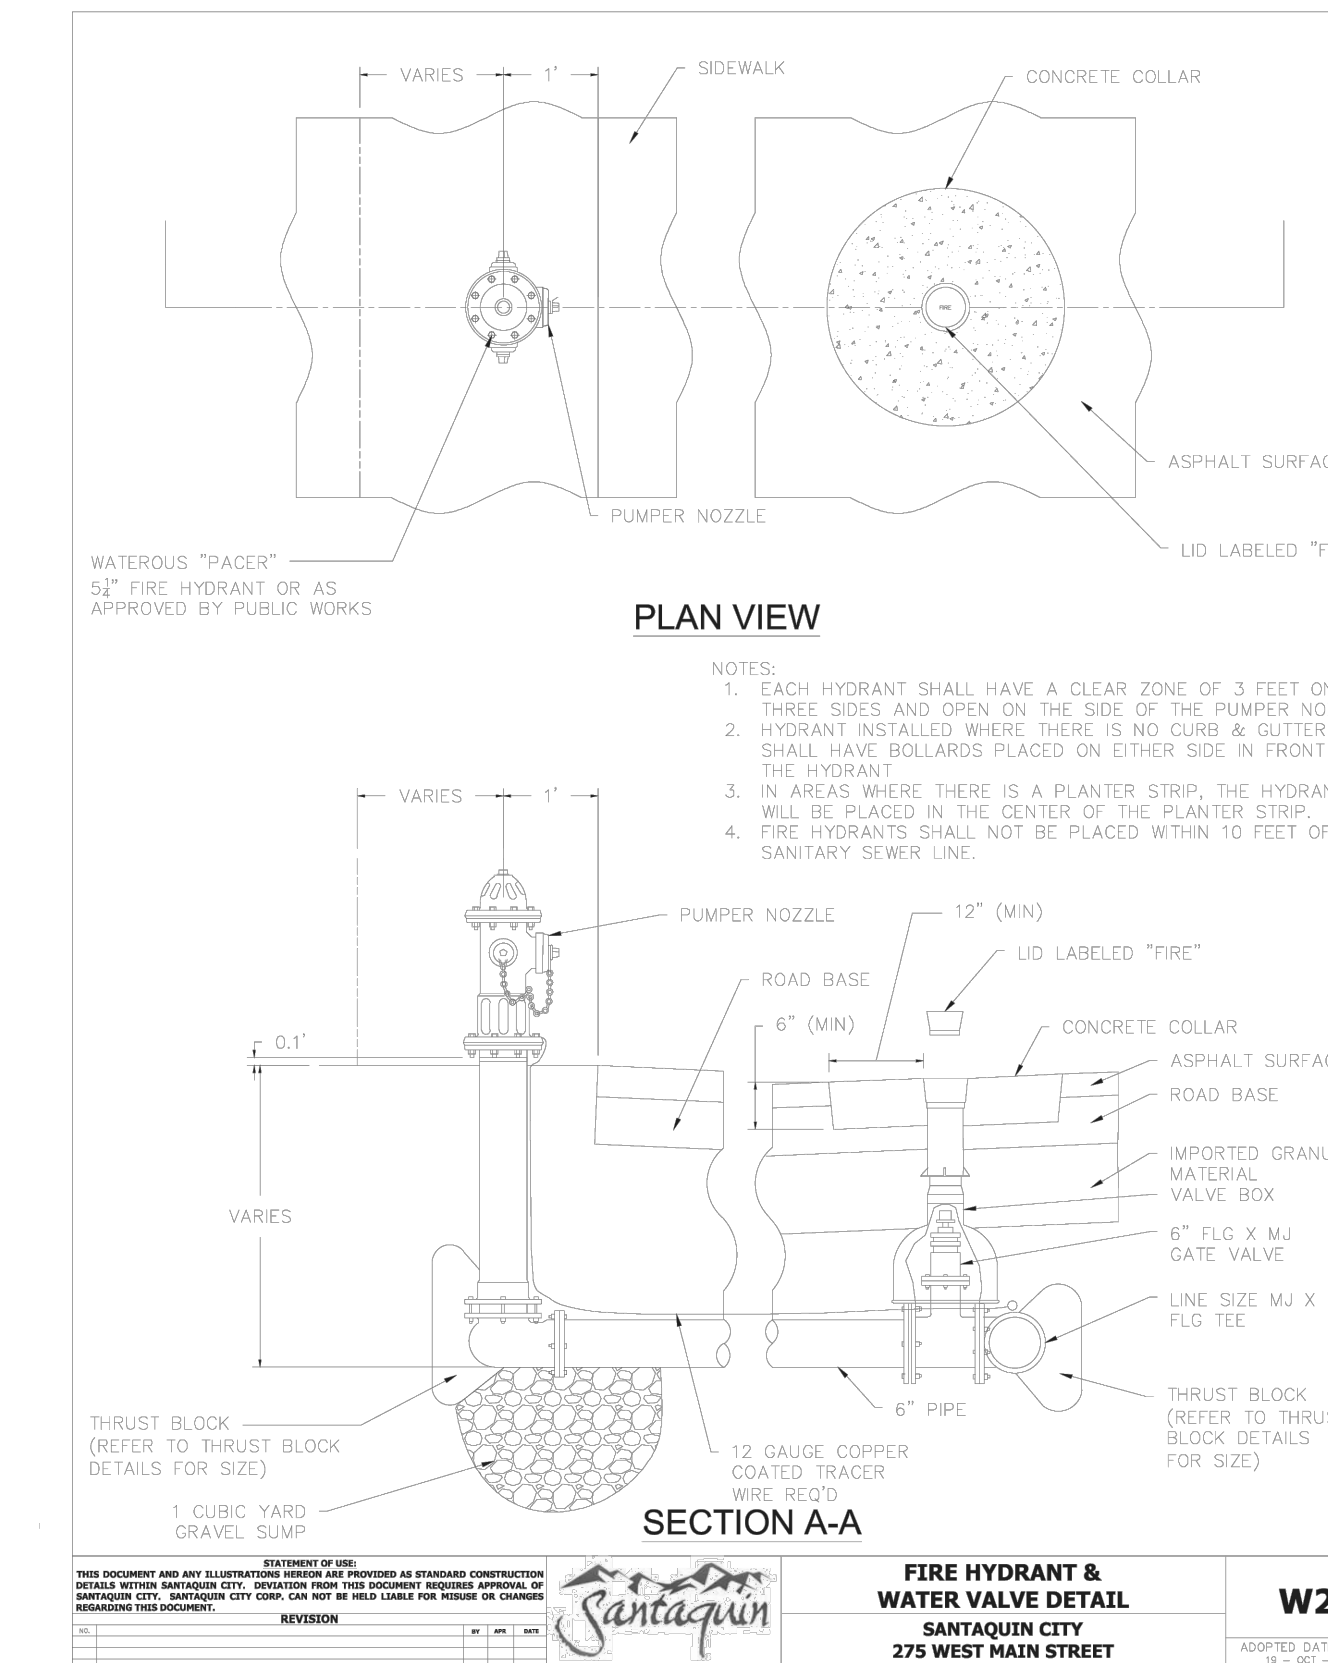 VARIES
1'
SIDEWALK
CONCRETE COLLAR
FIRE
ASPHALT SURFAC
PUMPER NOZZLE
LID LABELED "F
WATEROUS "PACER"
5¼" FIRE HYDRANT OR AS
APPROVED BY PUBLIC WORKS
PLAN VIEW
NOTES:
1. EACH HYDRANT SHALL HAVE A CLEAR ZONE OF 3 FEET ON
THREE SIDES AND OPEN ON THE SIDE OF THE PUMPER NO
2. HYDRANT INSTALLED WHERE THERE IS NO CURB & GUTTER
SHALL HAVE BOLLARDS PLACED ON EITHER SIDE IN FRONT
THE HYDRANT
3. IN AREAS WHERE THERE IS A PLANTER STRIP, THE HYDRAN
WILL BE PLACED IN THE CENTER OF THE PLANTER STRIP.
4. FIRE HYDRANTS SHALL NOT BE PLACED WITHIN 10 FEET OF
SANITARY SEWER LINE.
VARIES
1'
PUMPER NOZZLE
12" (MIN)
LID LABELED "FIRE"
ROAD BASE
6" (MIN)
CONCRETE COLLAR
0.1'
ASPHALT SURFAC
ROAD BASE
IMPORTED GRANU
MATERIAL
VALVE BOX
VARIES
6" FLG X MJ
GATE VALVE
LINE SIZE MJ X
FLG TEE
6" PIPE
THRUST BLOCK
(REFER TO THRUS
BLOCK DETAILS
FOR SIZE)
THRUST BLOCK
(REFER TO THRUST BLOCK
DETAILS FOR SIZE)
12 GAUGE COPPER
COATED TRACER
WIRE REQ'D
1 CUBIC YARD
GRAVEL SUMP
SECTION A-A
STATEMENT OF USE:
THIS DOCUMENT AND ANY ILLUSTRATIONS HEREON ARE PROVIDED AS STANDARD CONSTRUCTION
DETAILS WITHIN SANTAQUIN CITY. DEVIATION FROM THIS DOCUMENT REQUIRES APPROVAL OF
SANTAQUIN CITY. SANTAQUIN CITY CORP. CAN NOT BE HELD LIABLE FOR MISUSE OR CHANGES
REGARDING THIS DOCUMENT.
REVISION
NO. BY APR DATE
Santaquin
FIRE HYDRANT &
WATER VALVE DETAIL
SANTAQUIN CITY
275 WEST MAIN STREET
W2
ADOPTED DAT
19 - OCT -